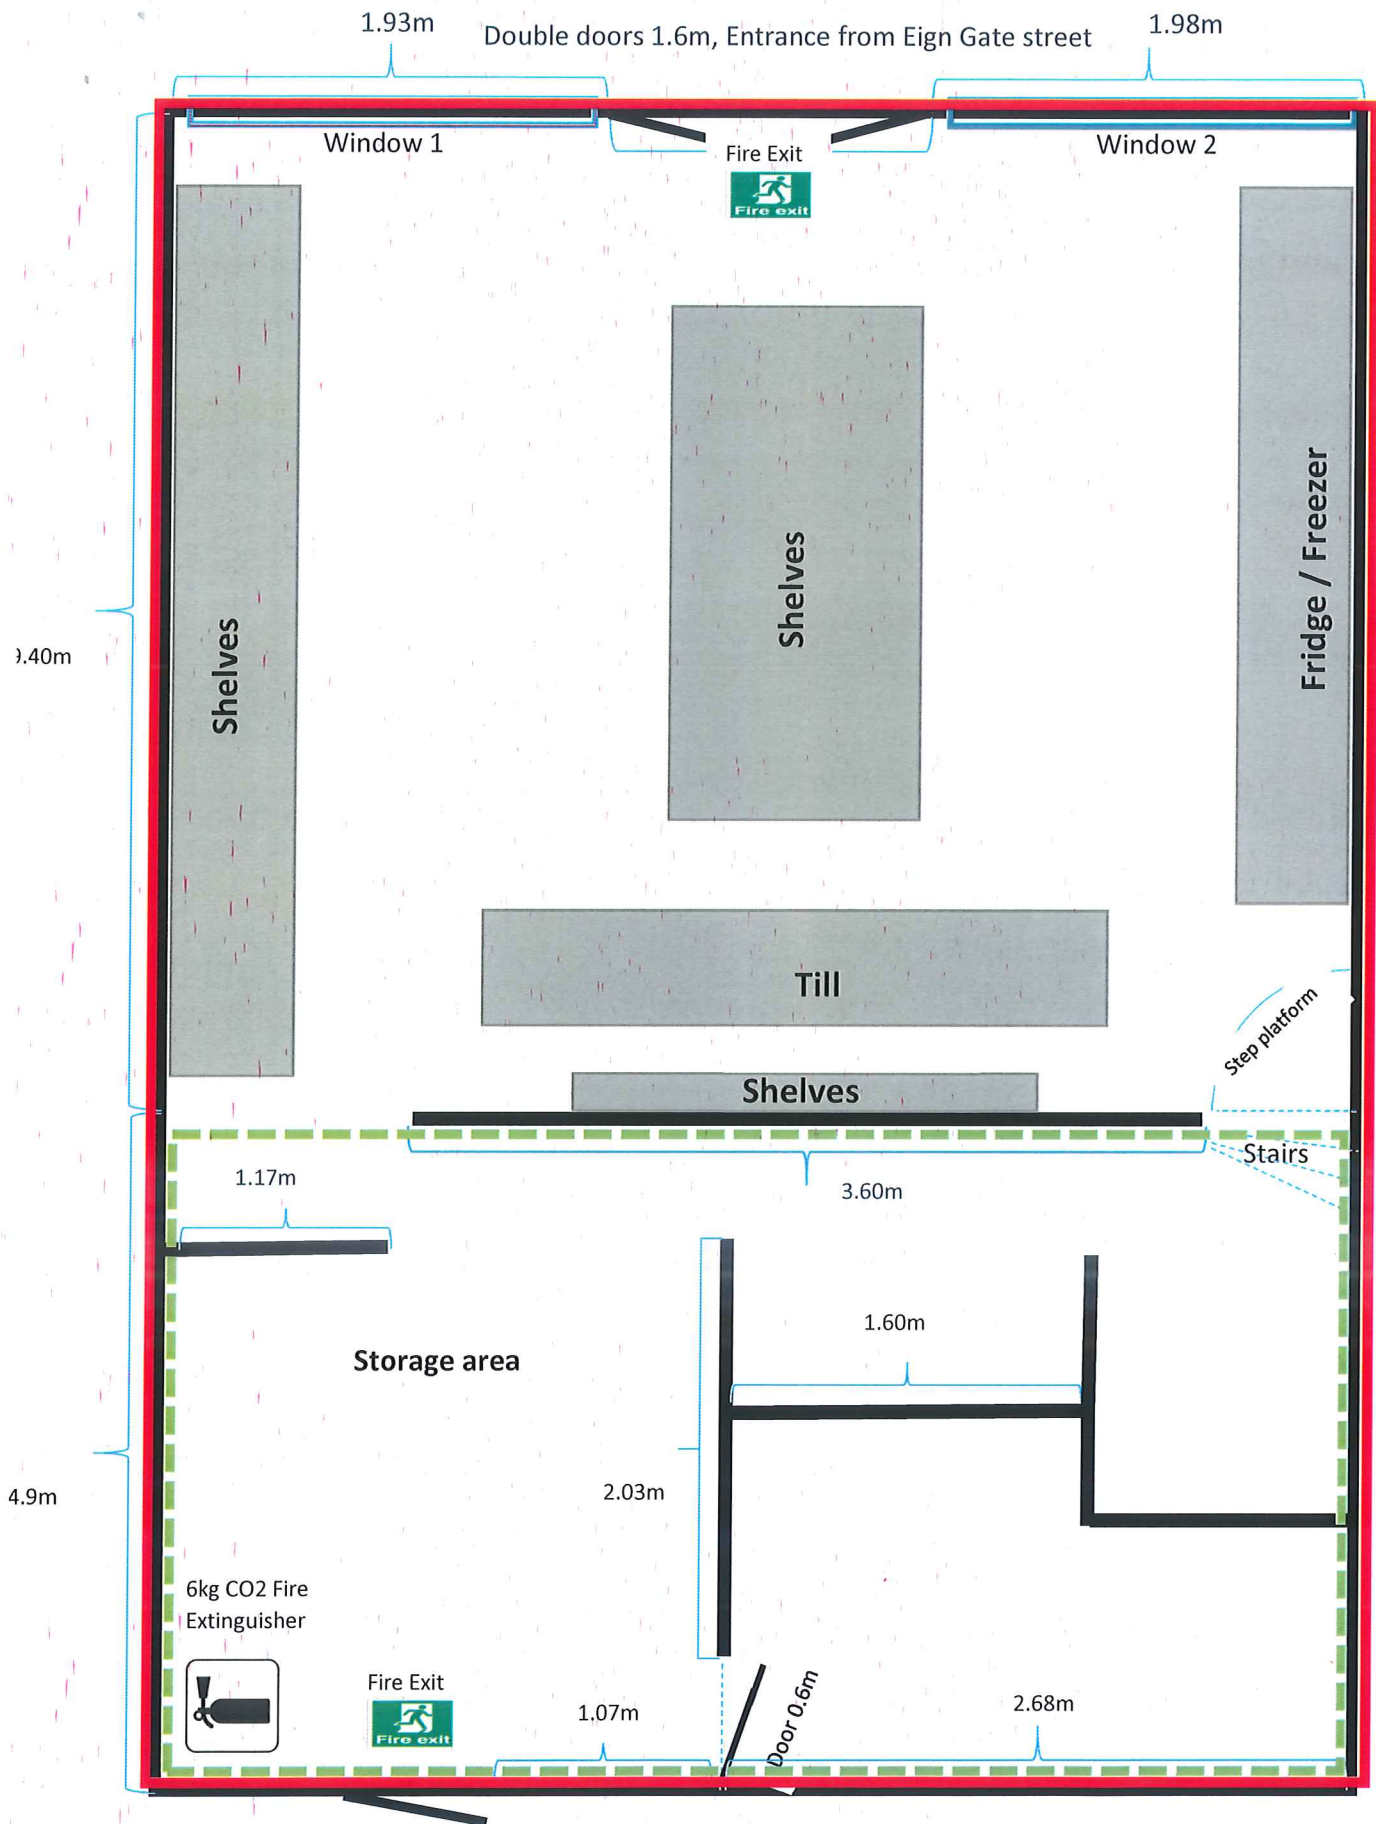 1.93m
Double doors 1.6m, Entrance from Eign Gate street
1.98m
Window 1
Fire Exit
Window 2
Fire exit
Fridge / Freezer
Shelves
Shelves
.40m
Till
Step platform
Shelves
Stairs
1.17m
3.60m
1.60m
Storage area
4.9m
2.03m
6kg CO2 Fire
Extinguisher
Fire Exit
Fire exit
1.07m
Door 0.6m
2.68m